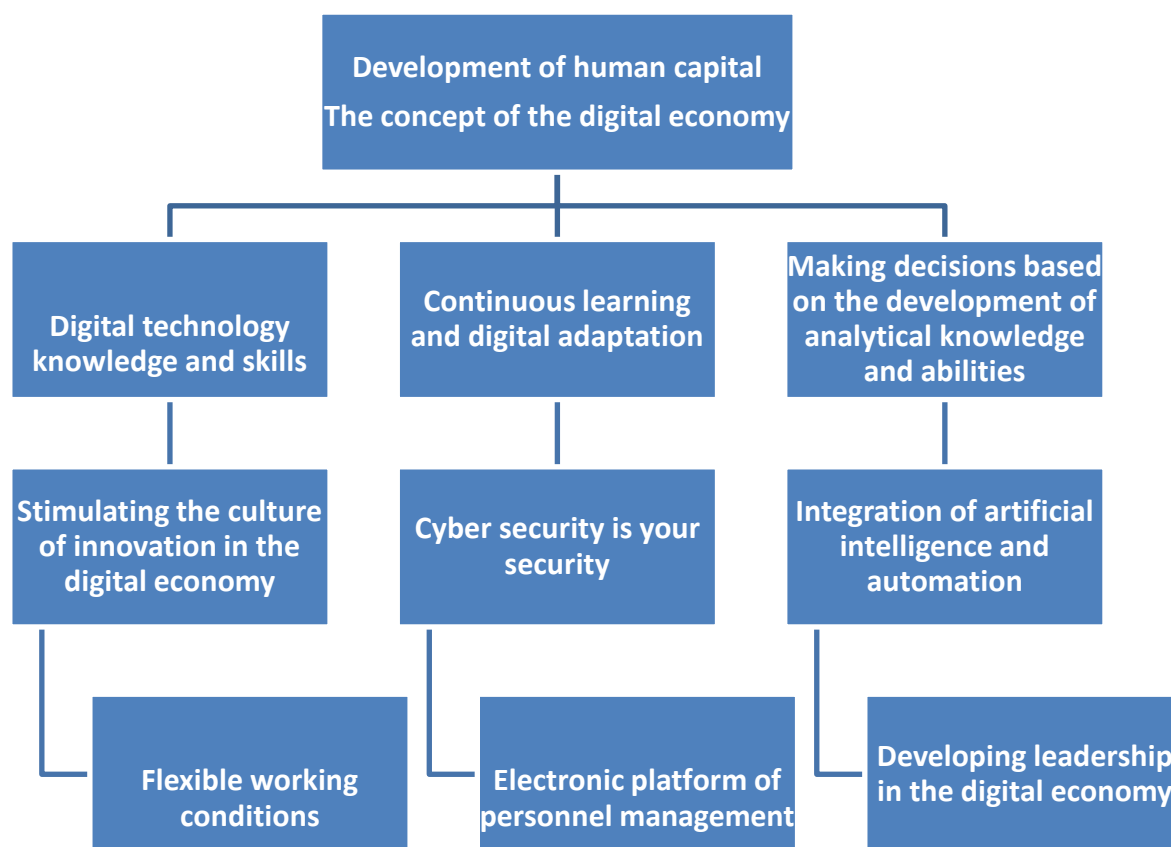 Development of human capital
The concept of the digital economy
Digital technology
knowledge and skills
Continuous learning
and digital adaptation
Making decisions based
on the development of
analytical knowledge
and abilities
Stimulating the culture
of innovation in the
digital economy
Cyber security is your
security
Integration of artificial
intelligence and
automation
Flexible working
conditions
Electronic platform of
personnel management
Developing leadership
in the digital economy